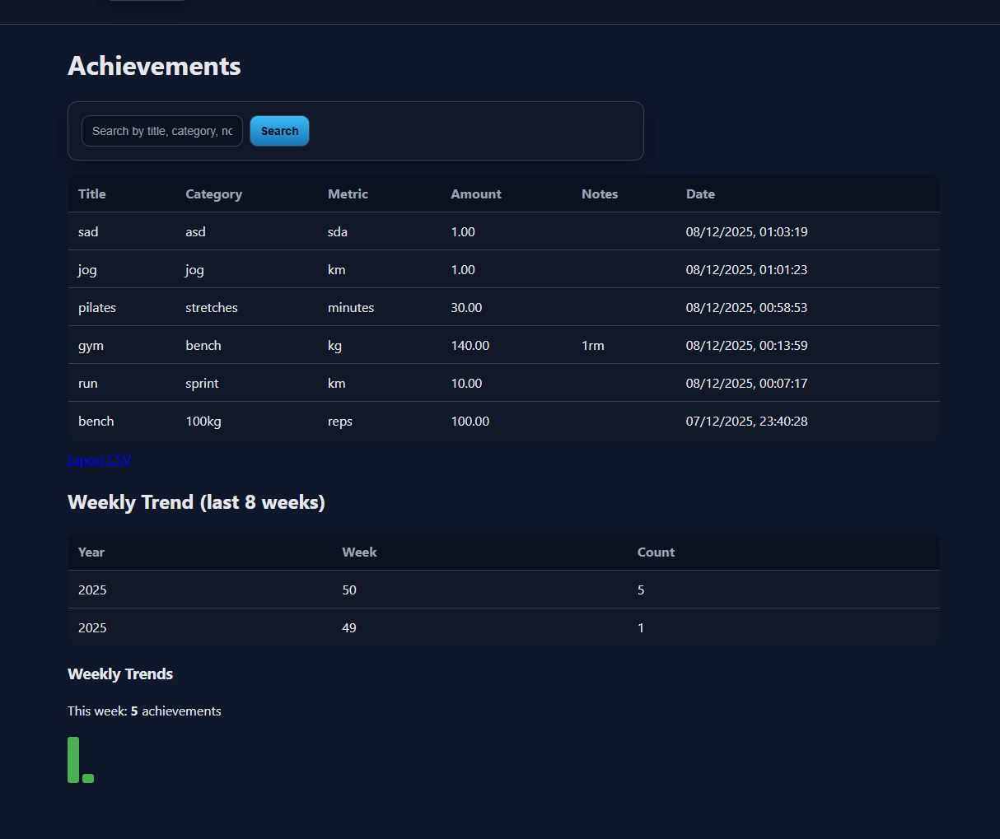 Achievements
Search by title, category, no
Search
Title Category Metric Amount Notes Date
sad asd sda 1.00 08/12/2025, 01:03:19
jog jog km 1.00 08/12/2025, 01:01:23
pilates stretches minutes 30.00 08/12/2025, 00:58:53
gym bench kg 140.00 1rm 08/12/2025, 00:13:59
run sprint km 10.00 08/12/2025, 00:07:17
bench 100kg reps 100.00 07/12/2025, 23:40:28
Export CSV
Weekly Trend (last 8 weeks)
Year Week Count
2025 50 5
2025 49 1
Weekly Trends
This week: 5 achievements